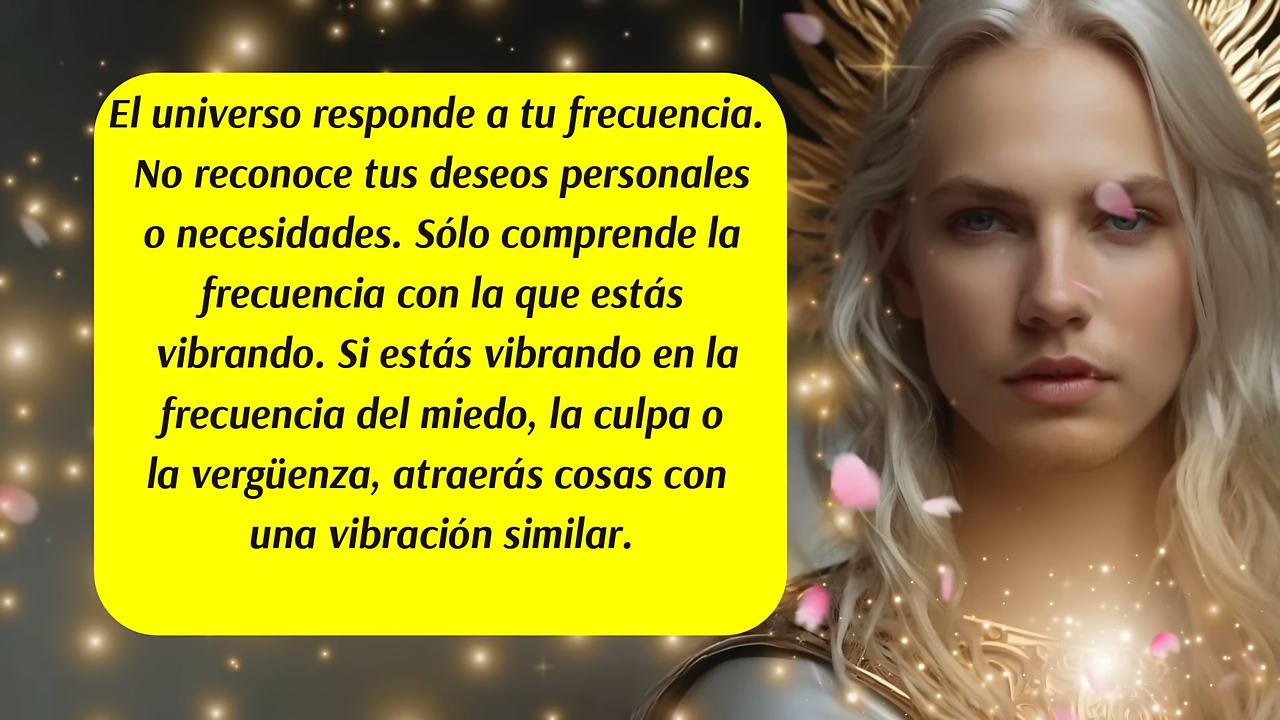 El universo responde a tu frecuencia.
No reconoce tus deseos personales
o necesidades. Sólo comprende la
frecuencia con la que estás
vibrando. Si estás vibrando en la
frecuencia del miedo, la culpa o
la vergüenza, atraerás cosas con
una vibración similar.